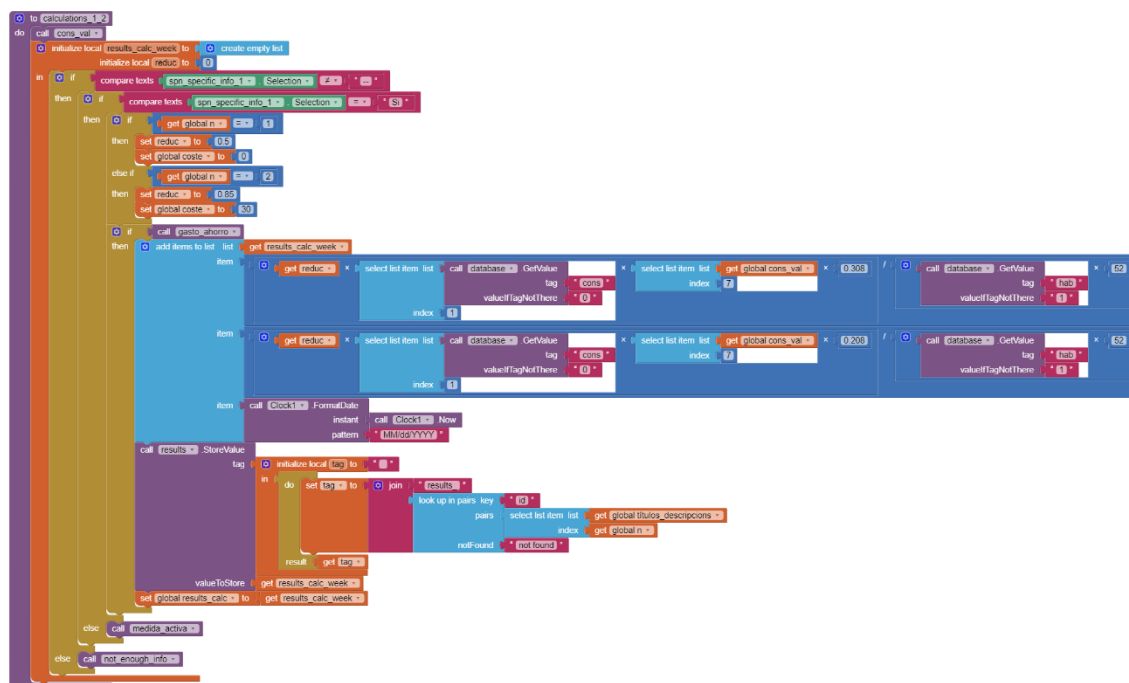 to calculations_1_2
do call cons_val
initialize local results_calc_week to create empty list
initialize local reduc to 0
in if compare texts spn_specific_info_1 . Selection ≠ " ... "
then if compare texts spn_specific_info_1 . Selection = " Si "
then if get global n = 1
then set reduc to 0.5
set global coste to 0
else if get global n = 2
then set reduc to 0.85
set global coste to 30
if call gasto_ahorro
then add items to list list get results_calc_week
item get reduc × select list item list call database .GetValue × select list item list get global cons_val × 0.308 / call database .GetValue × 52
tag " cons " index 7 tag " hab "
valueIfTagNotThere " 0 " valueIfTagNotThere " 1 "
index 1
item get reduc × select list item list call database .GetValue × select list item list get global cons_val × 0.208 / call database .GetValue × 52
tag " cons " index 7 tag " hab "
valueIfTagNotThere " 0 " valueIfTagNotThere " 1 "
index 1
item call Clock1 .FormatDate
instant call Clock1 .Now
pattern " MM/dd/YYYY "
call results .StoreValue
tag initialize local tag to " "
in do set tag to join " results_ "
look up in pairs key " id "
pairs select list item list get global titulos_descripcions
index get global n
notFound " not found "
result get tag
valueToStore get results_calc_week
set global results_calc to get results_calc_week
else call medida_activa
else call not_enough_info